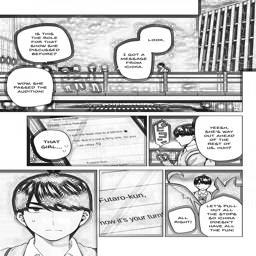 LOOK,
I GOT A
MESSAGE
FROM
ICHIKA.
IS THIS
THE ROLE
FOR THAT
SHOW SHE
DISCUSSED
BEFORE?
WOW, SHE
PASSED THE
AUDITION!
YEESH,
SHE'S WAY
OUT AHEAD
OF THE
REST OF
US, HUH?
THAT
GIRL...
LET'S PULL
OUT ALL
THE STOPS
SO ICHIKA
DOESN'T
HAVE ALL
THE FUN!
ALL
RIGHT!
Futaro-kun,
now it's your turn!